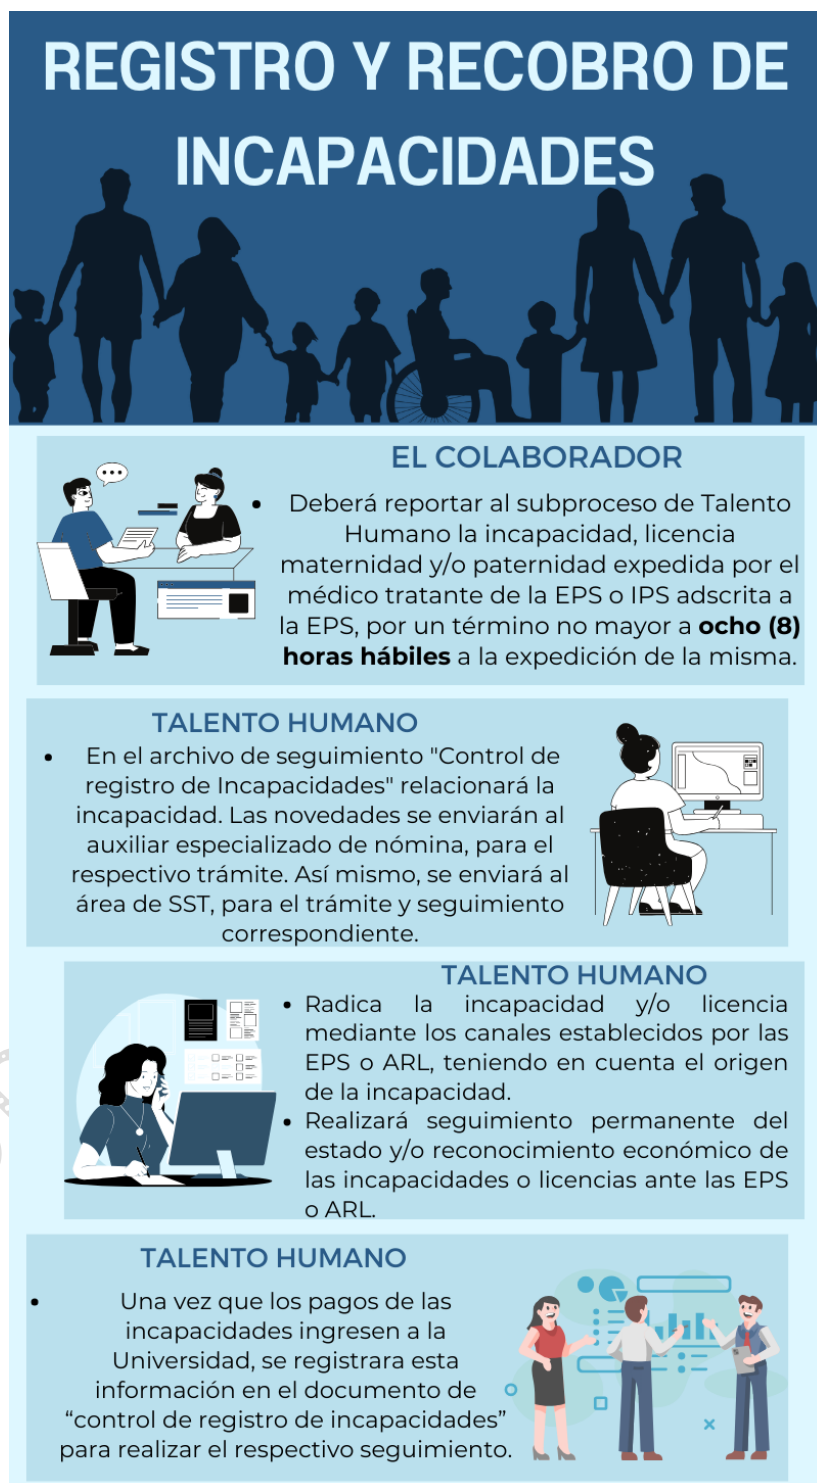 REGISTRO Y RECOBRO DE
INCAPACIDADES
EL COLABORADOR
• Deberá reportar al subproceso de Talento
Humano la incapacidad, licencia
maternidad y/o paternidad expedida por el
médico tratante de la EPS o IPS adscrita a
la EPS, por un término no mayor a ocho (8)
horas hábiles a la expedición de la misma.
TALENTO HUMANO
• En el archivo de seguimiento "Control de
registro de Incapacidades" relacionará la
incapacidad. Las novedades se enviarán al
auxiliar especializado de nómina, para el
respectivo trámite. Así mismo, se enviará al
área de SST, para el trámite y seguimiento
correspondiente.
TALENTO HUMANO
• Radica la incapacidad y/o licencia
mediante los canales establecidos por las
EPS o ARL, teniendo en cuenta el origen
de la incapacidad.
• Realizará seguimiento permanente del
estado y/o reconocimiento económico de
las incapacidades o licencias ante las EPS
o ARL.
TALENTO HUMANO
• Una vez que los pagos de las
incapacidades ingresen a la
Universidad, se registrara esta
información en el documento de
“control de registro de incapacidades”
para realizar el respectivo seguimiento.